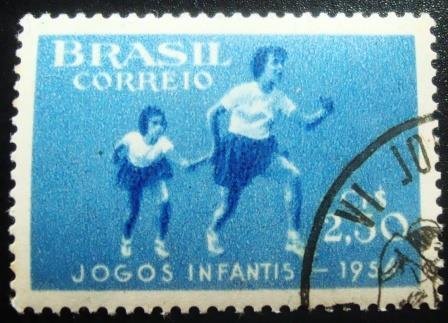 BRASIL
CORREIO
VI JO
2,50
JOGOS INFANTIS - 195